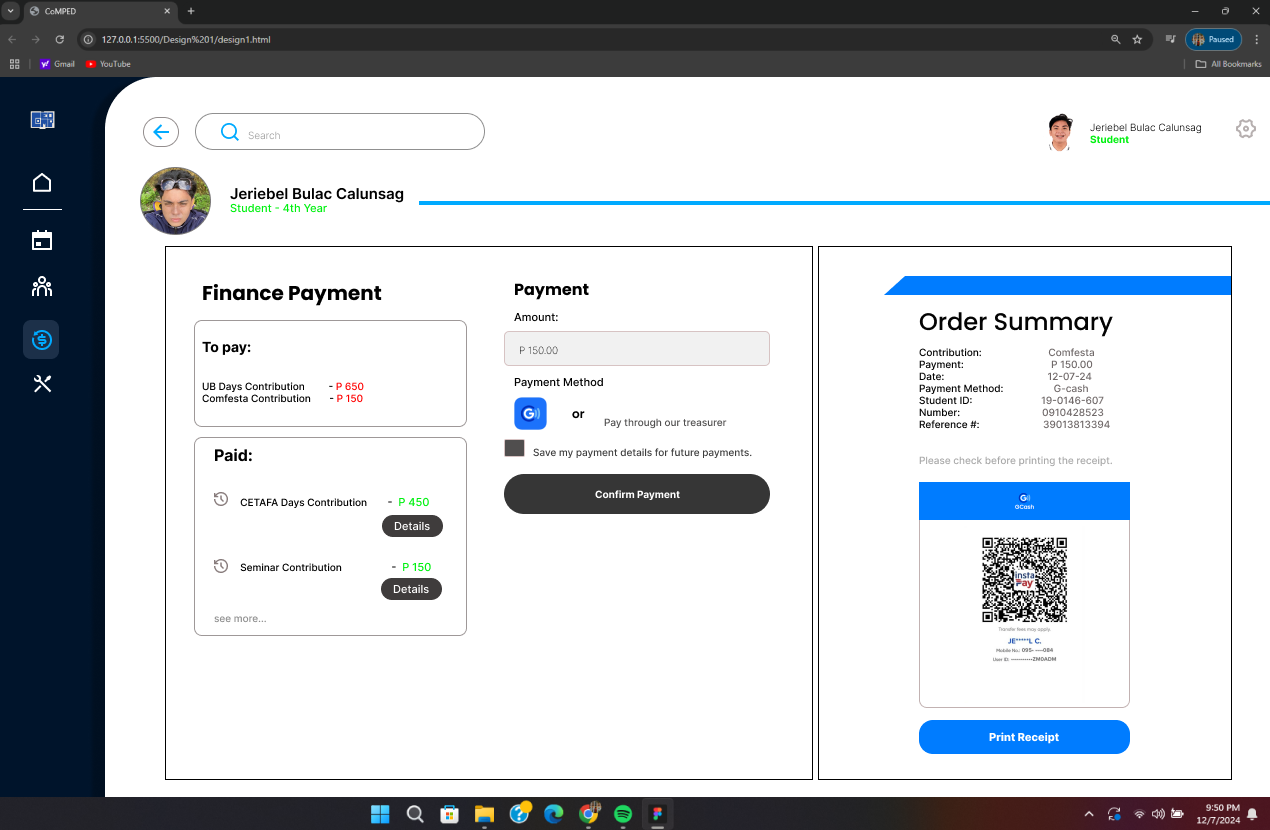 CoMPED
127.0.0.1:5500/Design%201/design1.html
Paused
Gmail
YouTube
All Bookmarks
Search
Jeriebel Bulac Calunsag
Student
Jeriebel Bulac Calunsag
Student - 4th Year
Finance Payment
To pay:
UB Days Contribution - P 650
Comfesta Contribution - P 150
Paid:
CETAFA Days Contribution - P 450
Details
Seminar Contribution - P 150
Details
see more...
Payment
Amount:
P 150.00
Payment Method
G
or
Pay through our treasurer
Save my payment details for future payments.
Confirm Payment
Order Summary
Contribution: Comfesta
Payment: P 150.00
Date: 12-07-24
Payment Method: G-cash
Student ID: 19-0146-607
Number: 0910428523
Reference #: 39013813394
Please check before printing the receipt.
G
GCash
insta
Pay
Transfer fees may apply.
JE*****L C.
Mobile No.: 095- ----084
User ID: ----------ZM0ADM
Print Receipt
9:50 PM
12/7/2024